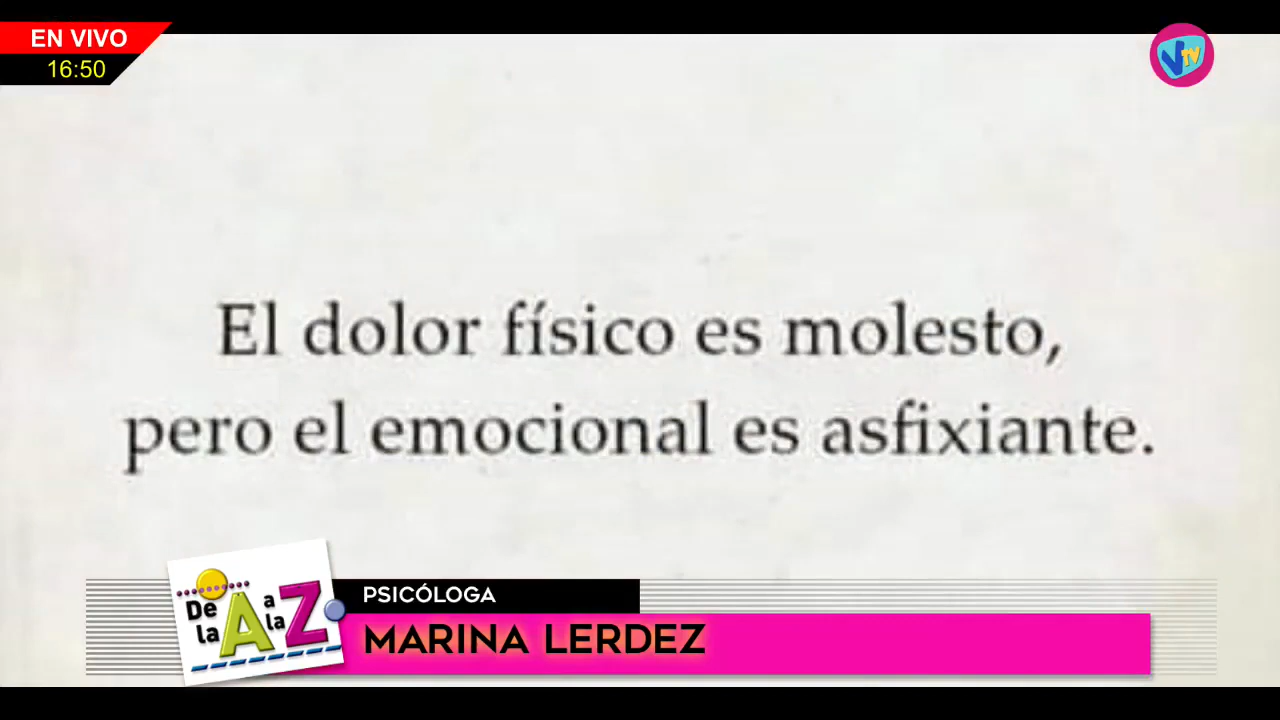 EN VIVO
16:50
VTV
El dolor físico es molesto,
pero el emocional es asfixiante.
De la A a la Z
PSICÓLOGA
MARINA LERDEZ